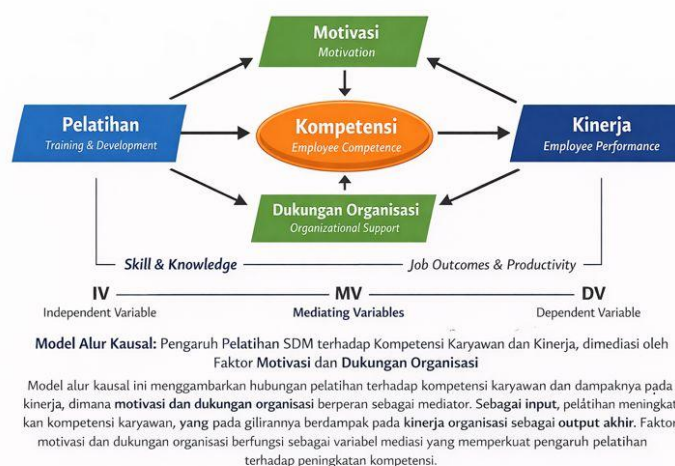 Motivasi
Motivation
Pelatihan
Training & Development
Kompetensi
Employee Competence
Kinerja
Employee Performance
Dukungan Organisasi
Organizational Support
Skill & Knowledge
Job Outcomes & Productivity
IV
MV
DV
Independent Variable
Mediating Variables
Dependent Variable
Model Alur Kausal: Pengaruh Pelatihan SDM terhadap Kompetensi Karyawan dan Kinerja, dimediasi oleh
Faktor Motivasi dan Dukungan Organisasi
Model alur kausal ini menggambarkan hubungan pelatihan terhadap kompetensi karyawan dan dampaknya pada
kinerja, dimana motivasi dan dukungan organisasi berperan sebagai mediator. Sebagai input, pelatihan meningkat
kan kompetensi karyawan, yang pada gilirannya berdampak pada kinerja organisasi sebagai output akhir. Faktor
motivasi dan dukungan organisasi berfungsi sebagai variabel mediasi yang memperkuat pengaruh pelatihan
terhadap peningkatan kompetensi.